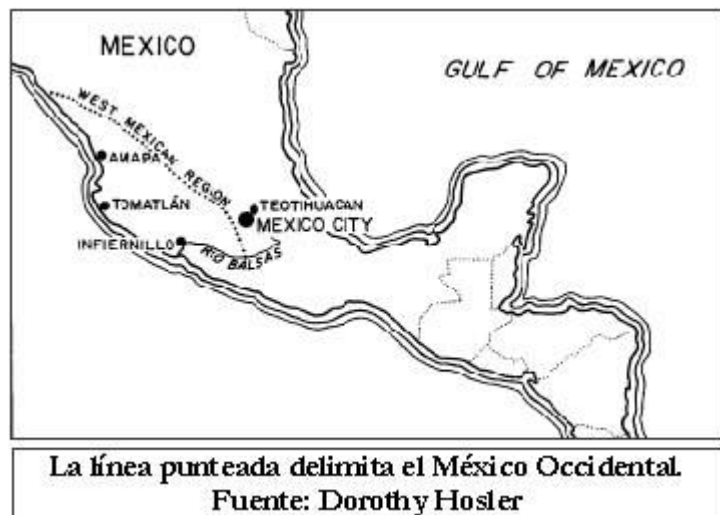 MEXICO
GULF OF MEXICO
WEST MEXICAN REGION
AMAPA
TOMATLÁN
TEOTIHUACAN
MEXICO CITY
INFIERNILLO
RIO BALSAS
La línea punteada delimita el México Occidental.
Fuente: Dorothy Hosler